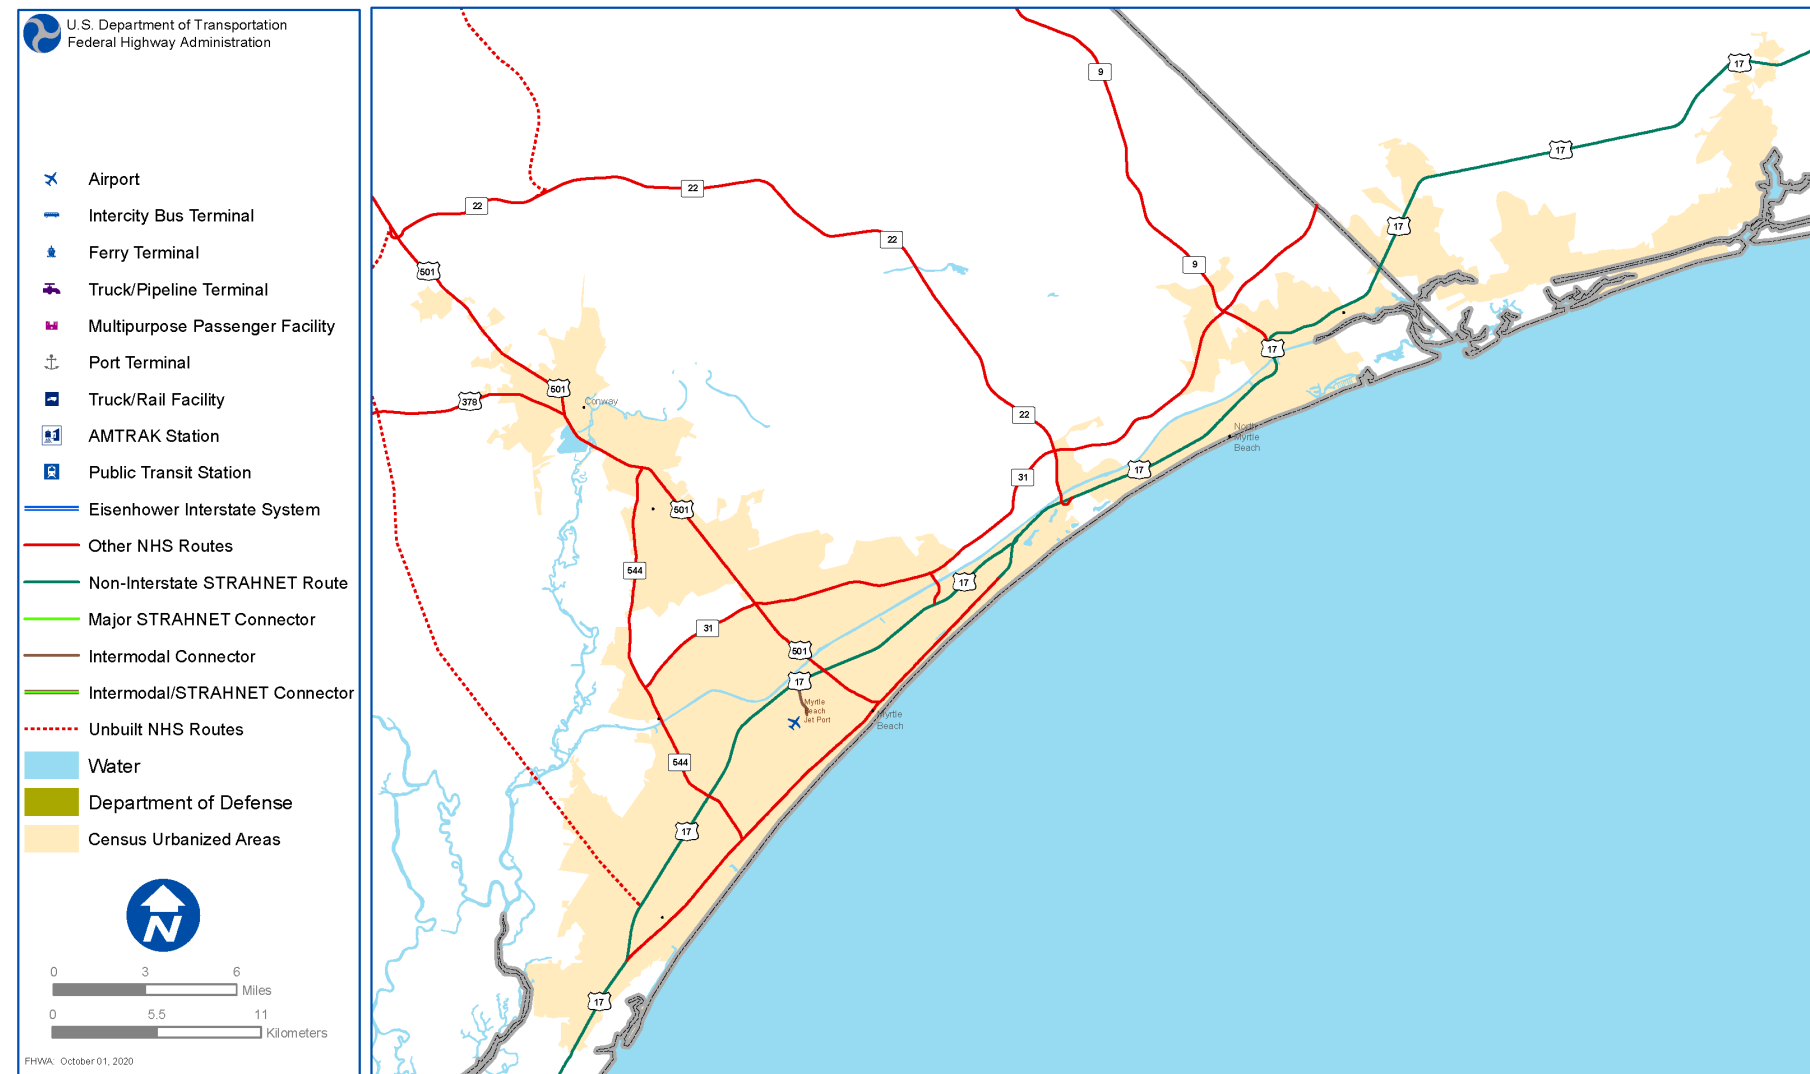 U.S. Department of Transportation
Federal Highway Administration
Airport
Intercity Bus Terminal
Ferry Terminal
Truck/Pipeline Terminal
Multipurpose Passenger Facility
Port Terminal
Truck/Rail Facility
AMTRAK Station
Public Transit Station
Eisenhower Interstate System
Other NHS Routes
Non-Interstate STRAHNET Route
Major STRAHNET Connector
Intermodal Connector
Intermodal/STRAHNET Connector
Unbuilt NHS Routes
Water
Department of Defense
Census Urbanized Areas
N
0 3 6
Miles
0 5.5 11
Kilometers
FHWA: October 01, 2020
17
9
17
22
22
17
22
9
501
17
501
378
Conway
22
North
Myrtle
Beach
17
31
501
544
17
31
501
17
Myrtle
Beach
Jet Port
Myrtle
Beach
544
17
17